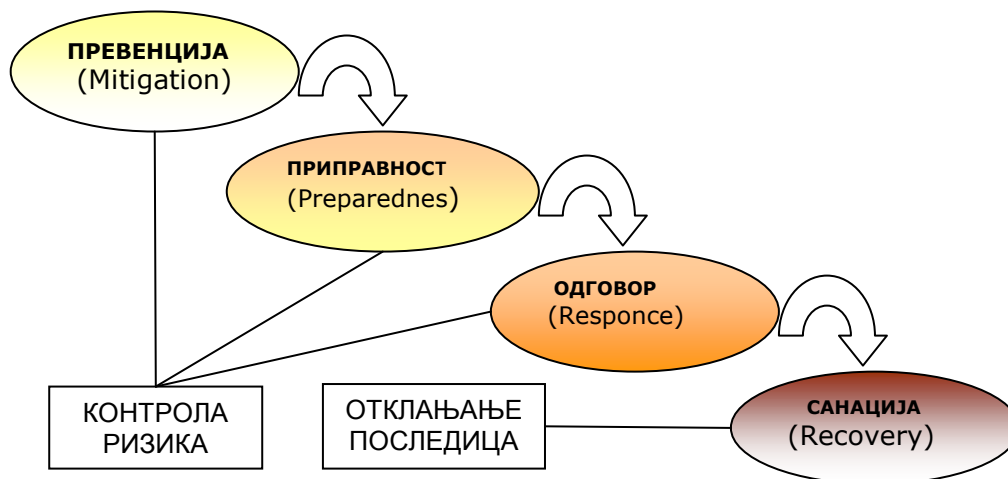 ПРЕВЕНЦИЈА
(Mitigation)
ПРИПРАВНОСТ
(Preparednes)
ОДГОВОР
(Responce)
САНАЦИЈА
(Recovery)
КОНТРОЛА
РИЗИКА
ОТКЛАЊАЊЕ
ПОСЛЕДИЦА